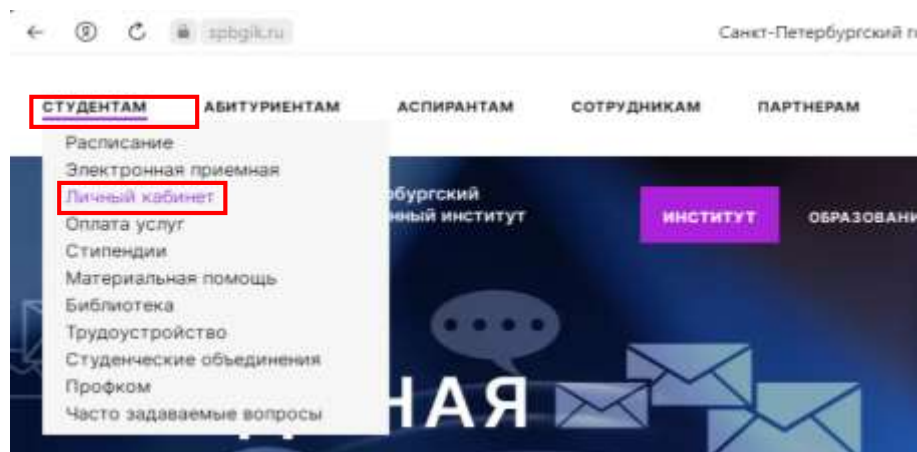 spbgik.ru Санкт-Петербургский
СТУДЕНТАМ АБИТУРИЕНТАМ АСПИРАНТАМ СОТРУДНИКАМ ПАРТНЕРАМ
Расписание
Электронная приемная
Личный кабинет
Оплата услуг
Стипендии
Материальная помощь
Библиотека
Трудоустройство
Студенческие объединения
Профком
Часто задаваемые вопросы
бургский
нный институт
ИНСТИТУТ ОБРАЗОВАНИ
НАЯ